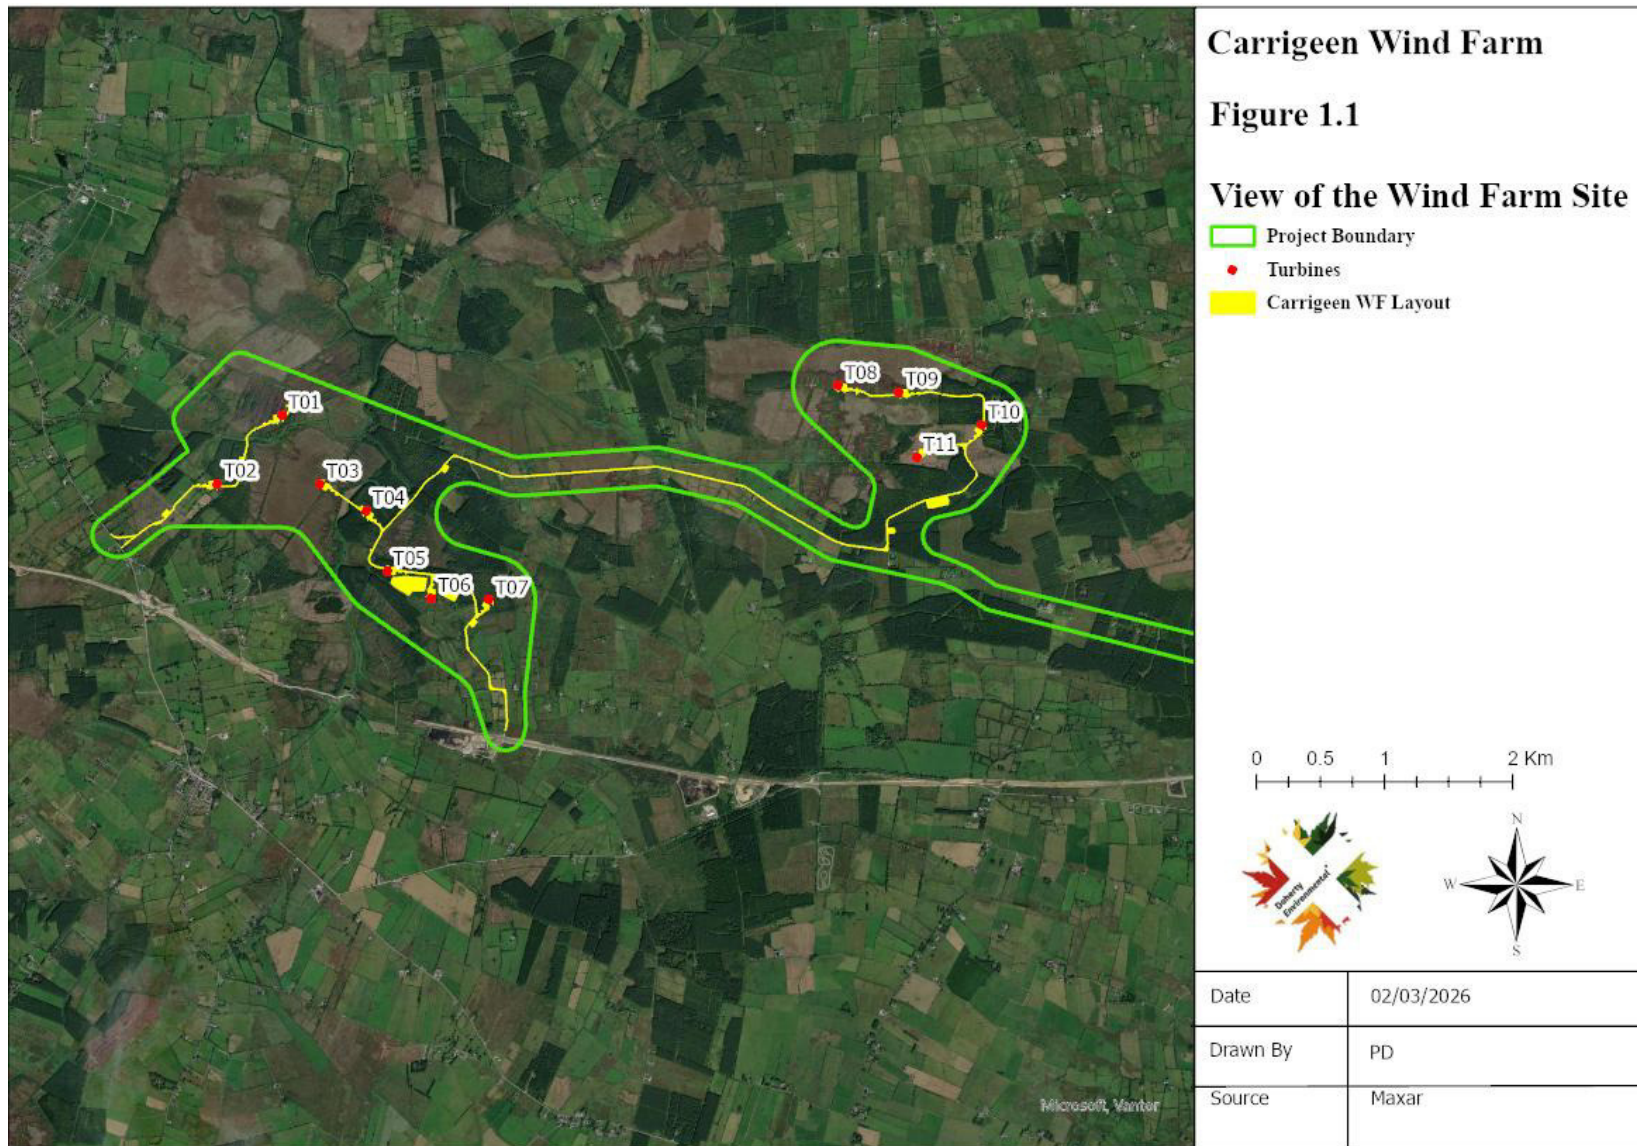 Carrigeen Wind Farm
Figure 1.1
View of the Wind Farm Site
Project Boundary
Turbines
Carrigeen WF Layout
T01
T02
T03
T04
T05
T06
T07
T08
T09
T10
T11
0 0.5 1 2 Km
Doherty
Environmental
N
W E
S
Microsoft, Vantor
Date 02/03/2026
Drawn By PD
Source Maxar